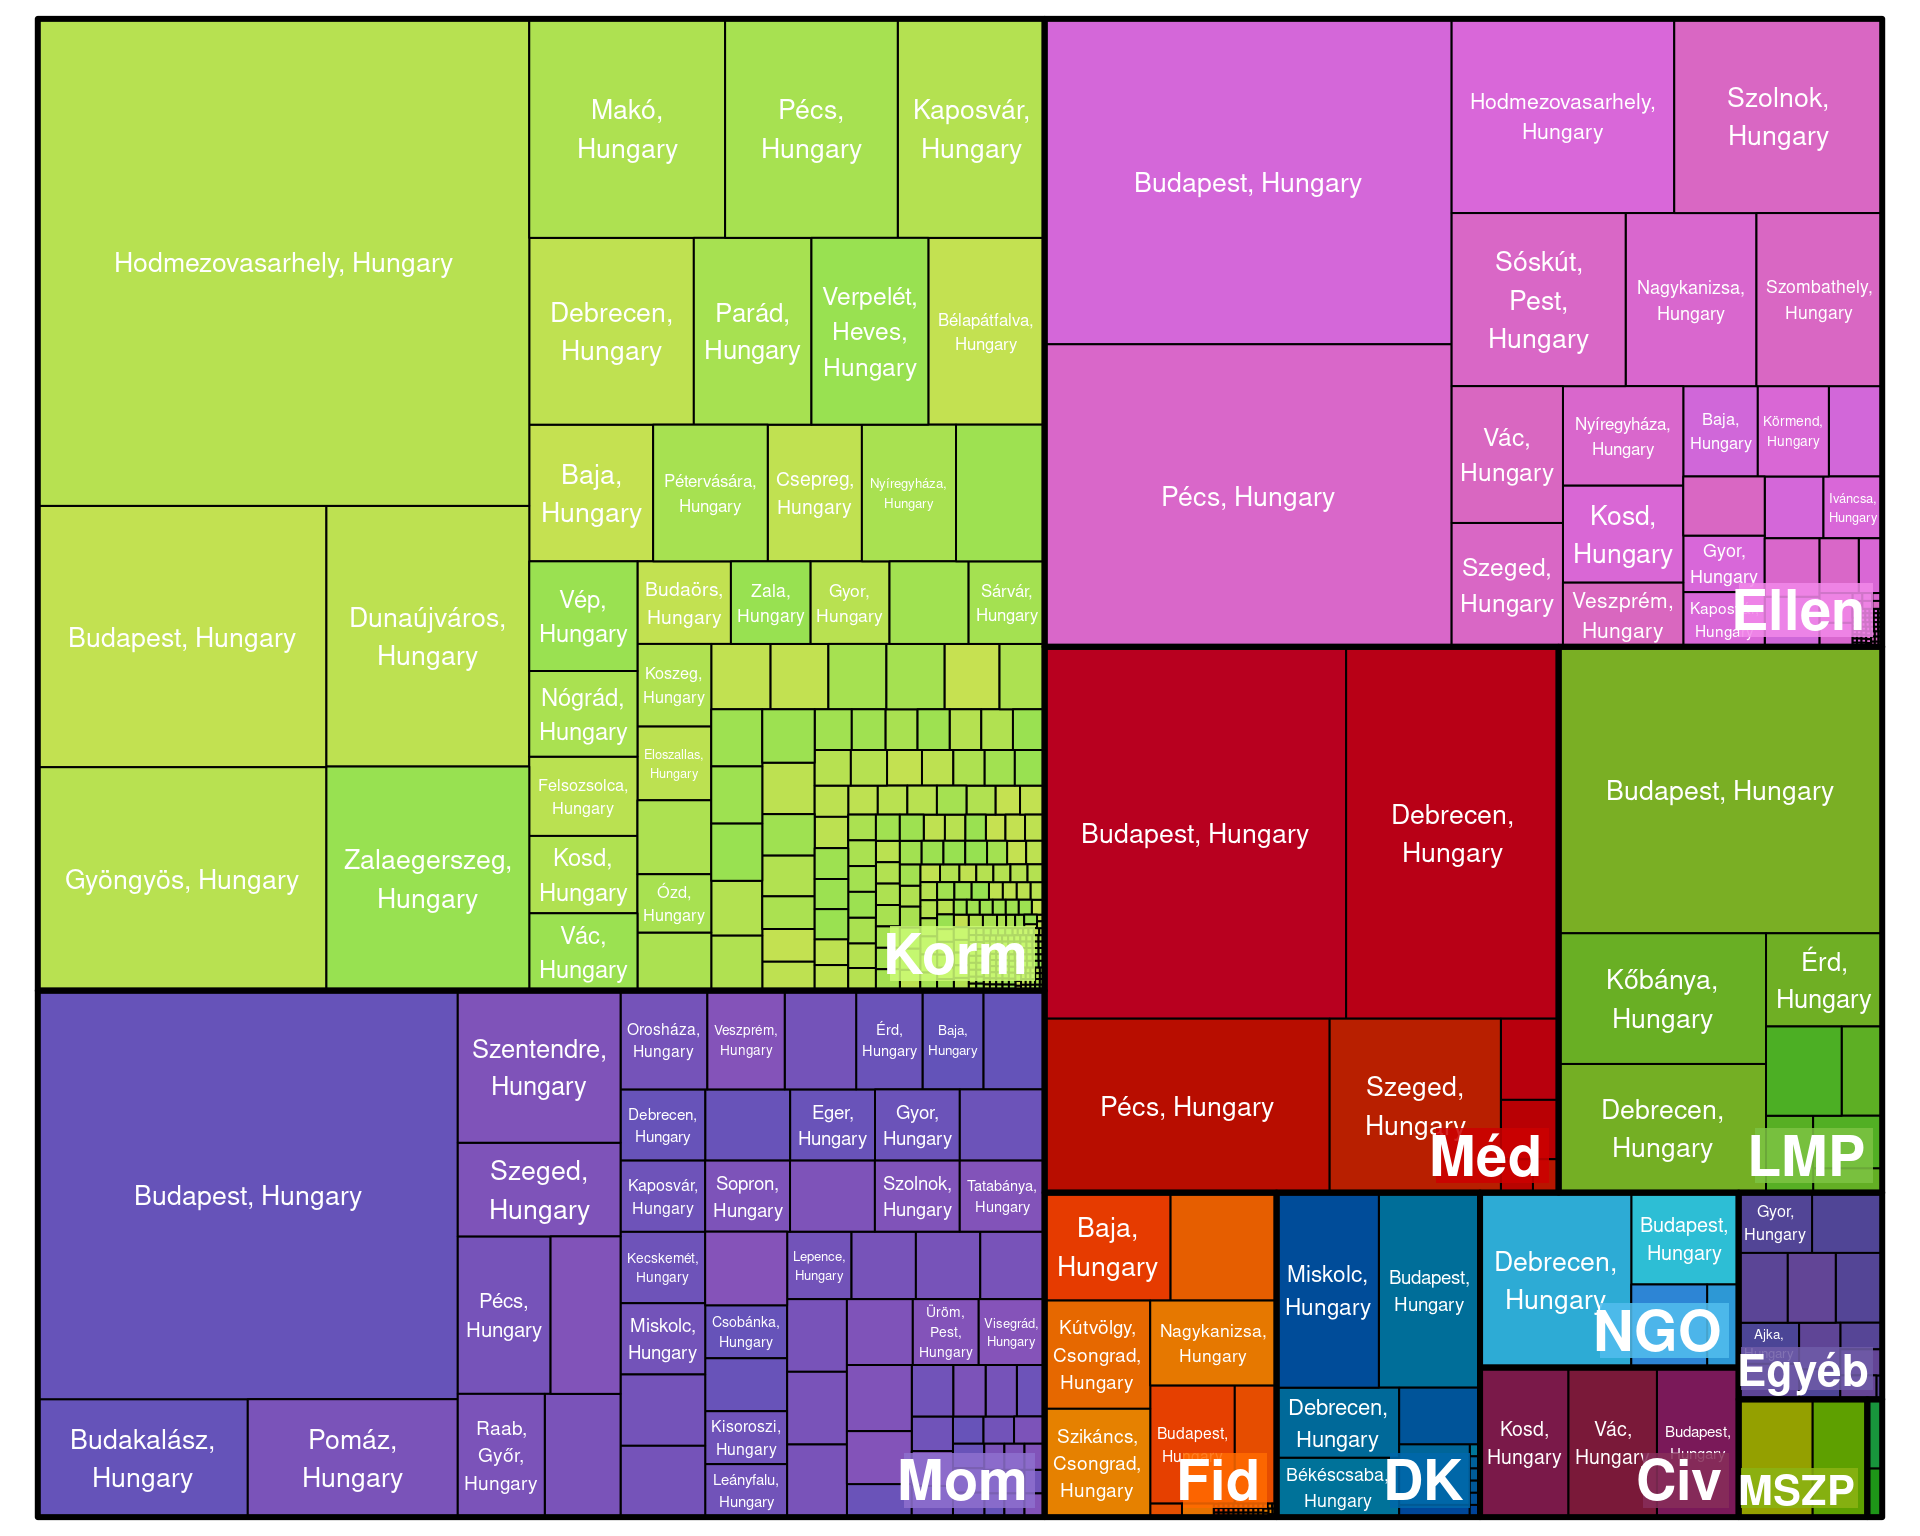 Hodmezovasarhely, Hungary
Budapest, Hungary
Dunaújváros,
Hungary
Gyöngyös, Hungary
Zalaegerszeg,
Hungary
Makó,
Hungary
Pécs,
Hungary
Kaposvár,
Hungary
Debrecen,
Hungary
Parád,
Hungary
Verpelét,
Heves,
Hungary
Bélapátfalva,
Hungary
Baja,
Hungary
Pétervására,
Hungary
Csepreg,
Hungary
Nyíregyháza,
Hungary
Vép,
Hungary
Budaörs,
Hungary
Zala,
Hungary
Gyor,
Hungary
Sárvár,
Hungary
Nógrád,
Hungary
Koszeg,
Hungary
Eloszallas,
Hungary
Felsozsolca,
Hungary
Kosd,
Hungary
Ózd,
Hungary
Vác,
Hungary
Korm
Budapest, Hungary
Pécs, Hungary
Hodmezovasarhely,
Hungary
Szolnok,
Hungary
Sóskút,
Pest,
Hungary
Nagykanizsa,
Hungary
Szombathely,
Hungary
Vác,
Hungary
Szeged,
Hungary
Nyíregyháza,
Hungary
Kosd,
Hungary
Veszprém,
Hungary
Baja,
Hungary
Körmend,
Hungary
Iváncsa,
Hungary
Gyor,
Hungary
Kaposvár,
Hungary
Ellen
Budapest, Hungary
Budakalász,
Hungary
Pomáz,
Hungary
Szentendre,
Hungary
Szeged,
Hungary
Pécs,
Hungary
Raab,
Győr,
Hungary
Orosháza,
Hungary
Veszprém,
Hungary
Érd,
Hungary
Baja,
Hungary
Debrecen,
Hungary
Eger,
Hungary
Gyor,
Hungary
Kaposvár,
Hungary
Sopron,
Hungary
Szolnok,
Hungary
Tatabánya,
Hungary
Kecskemét,
Hungary
Lepence,
Hungary
Miskolc,
Hungary
Csobánka,
Hungary
Üröm,
Pest,
Hungary
Visegrád,
Hungary
Kisoroszi,
Hungary
Leányfalu,
Hungary
Mom
Budapest, Hungary
Debrecen,
Hungary
Pécs, Hungary
Szeged,
Hungary
Méd
Budapest, Hungary
Kőbánya,
Hungary
Érd,
Hungary
Debrecen,
Hungary
LMP
Baja,
Hungary
Kútvölgy,
Csongrad,
Hungary
Nagykanizsa,
Hungary
Szikáncs,
Csongrad,
Hungary
Budapest,
Hungary
Fid
Miskolc,
Hungary
Budapest,
Hungary
Debrecen,
Hungary
Békéscsaba,
Hungary
DK
Debrecen,
Hungary
Budapest,
Hungary
NGO
Kosd,
Hungary
Vác,
Hungary
Budapest,
Hungary
Civ
Gyor,
Hungary
Ajka,
Hungary
Egyéb
MSZP